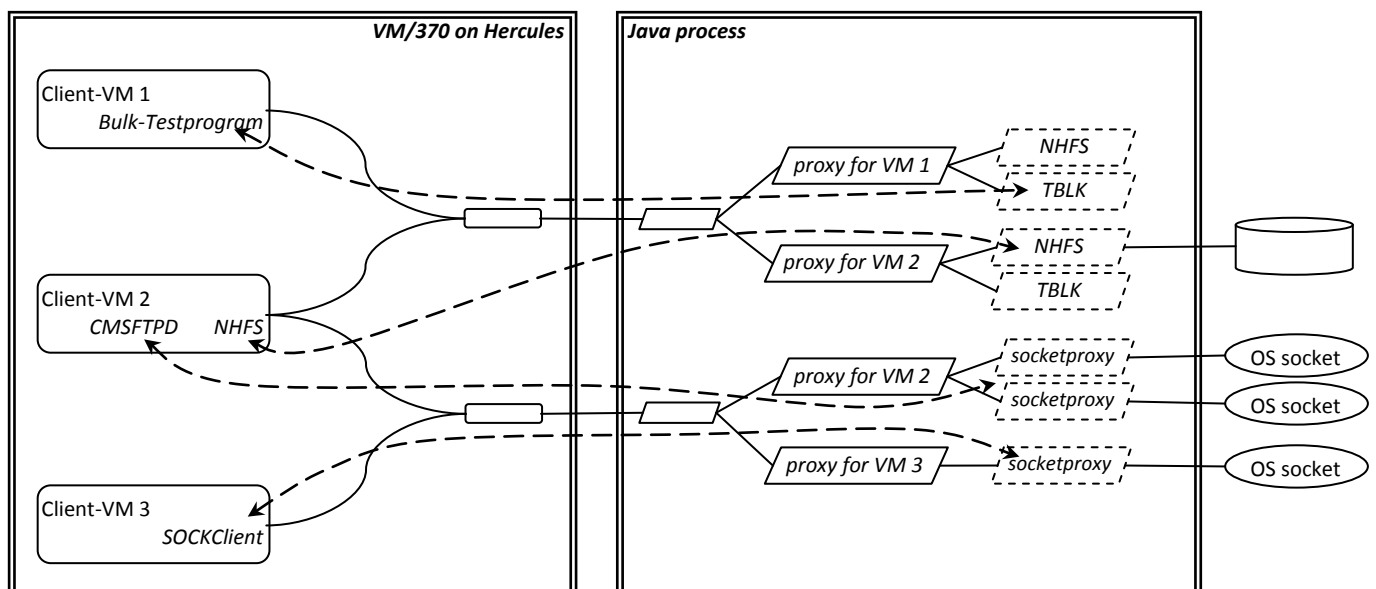 VM/370 on Hercules
Client-VM 1
Bulk-Testprogram
Client-VM 2
CMSFTPD NHFS
Client-VM 3
SOCKClient
Java process
proxy for VM 1
NHFS
TBLK
proxy for VM 2
NHFS
TBLK
proxy for VM 2
socketproxy
OS socket
socketproxy
OS socket
proxy for VM 3
socketproxy
OS socket